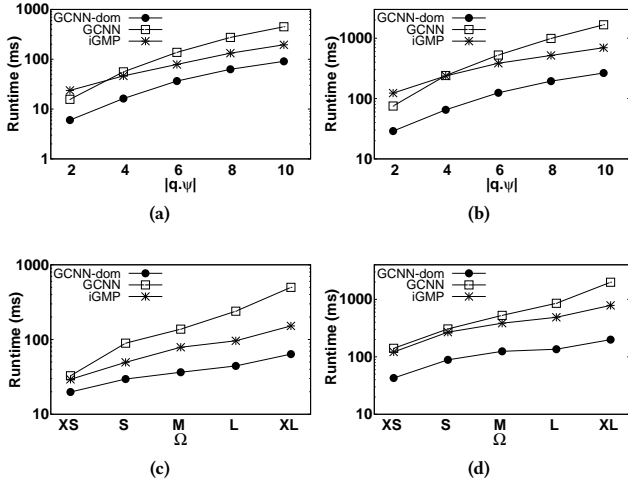 GCNN-dom
GCNN
iGMP
Runtime (ms)
1000
100
10
1
2 4 6 8 10
|q.ψ|
(a)
GCNN-dom
GCNN
iGMP
Runtime (ms)
1000
100
10
2 4 6 8 10
|q.ψ|
(b)
GCNN-dom
GCNN
iGMP
Runtime (ms)
1000
100
10
XS S M L XL
Ω
(c)
GCNN-dom
GCNN
iGMP
Runtime (ms)
1000
100
10
XS S M L XL
Ω
(d)